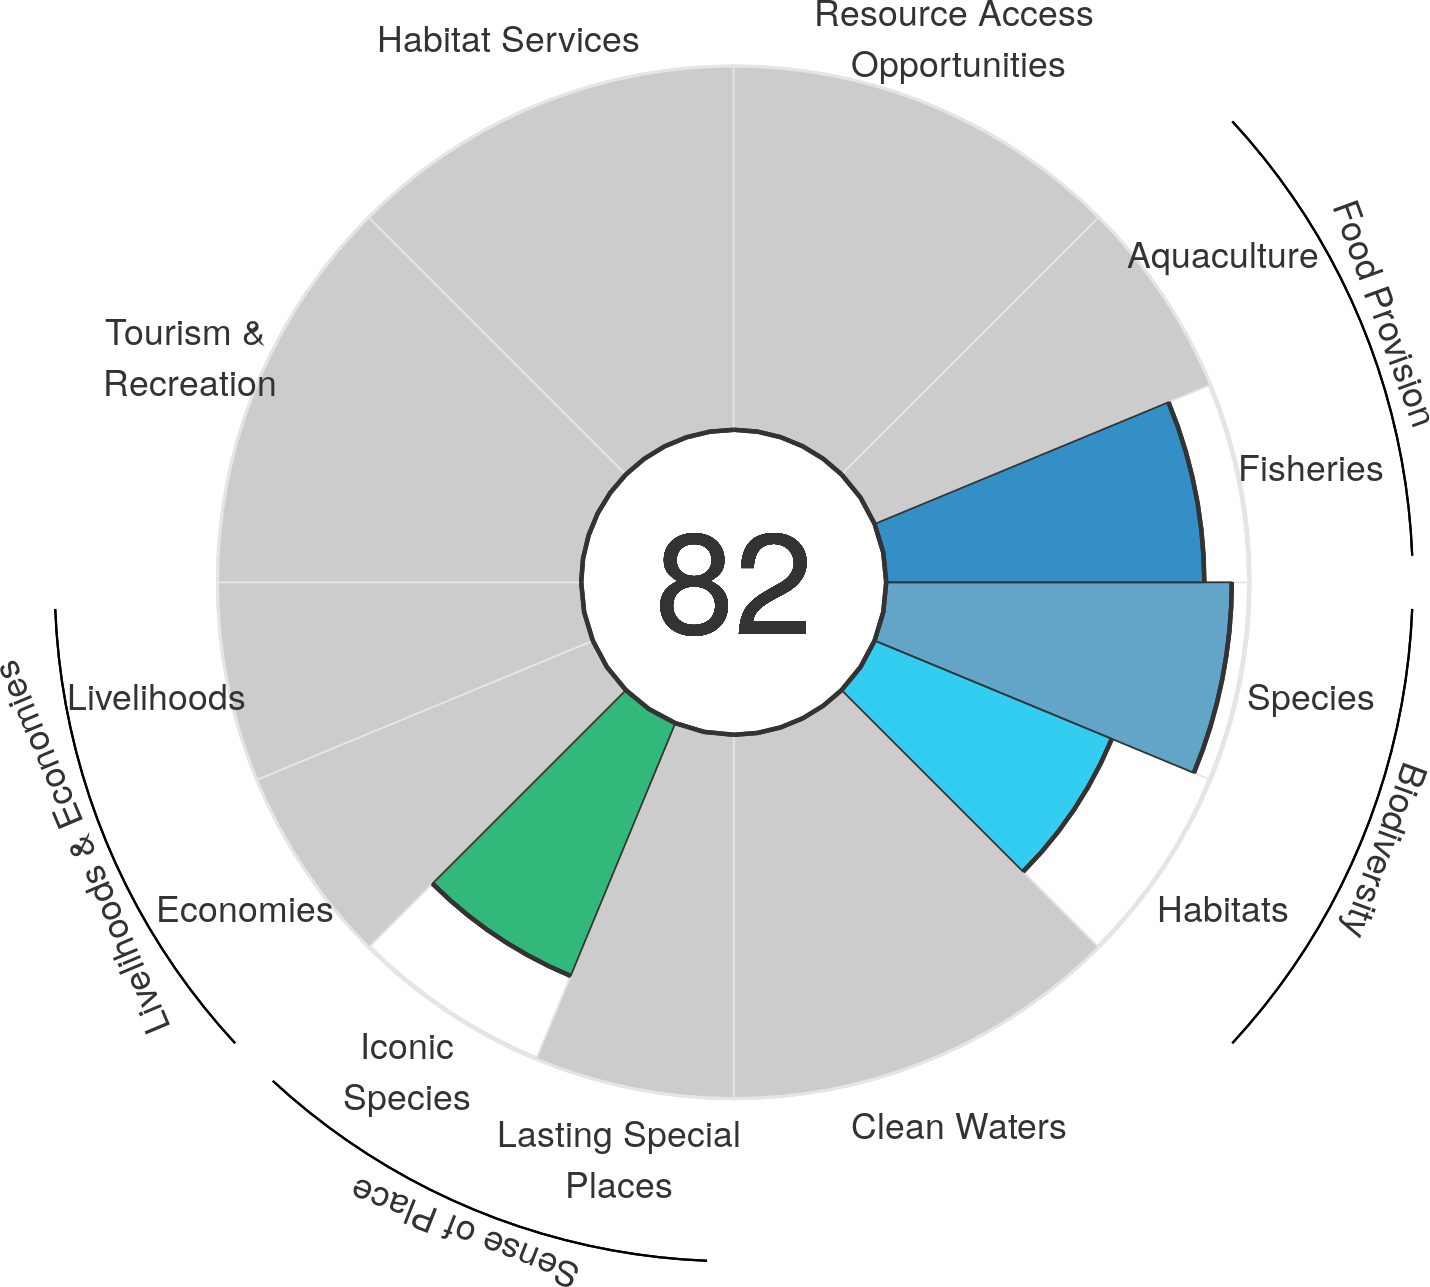 Resource Access
Opportunities
Habitat Services
Food Provision
Aquaculture
Tourism &
Recreation
Fisheries
82
Livelihoods
Species
Livelihoods & Economies
Biodiversity
Economies
Habitats
Iconic
Species
Lasting Special
Places
Clean Waters
Sense of Place